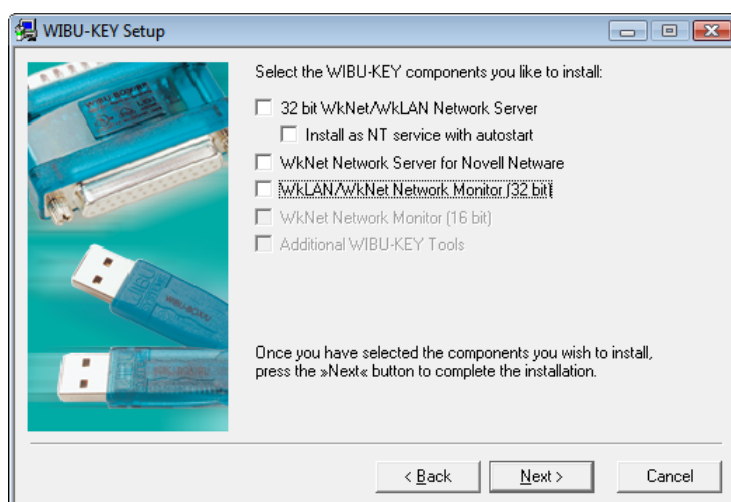 WIBU-KEY Setup
Select the WIBU-KEY components you like to install:
32 bit WkNet/WkLAN Network Server
Install as NT service with autostart
WkNet Network Server for Novell Netware
WkLAN/WkNet Network Monitor (32 bit)
WkNet Network Monitor (16 bit)
Additional WIBU-KEY Tools
Once you have selected the components you wish to install,
press the »Next« button to complete the installation.
< Back
Next >
Cancel